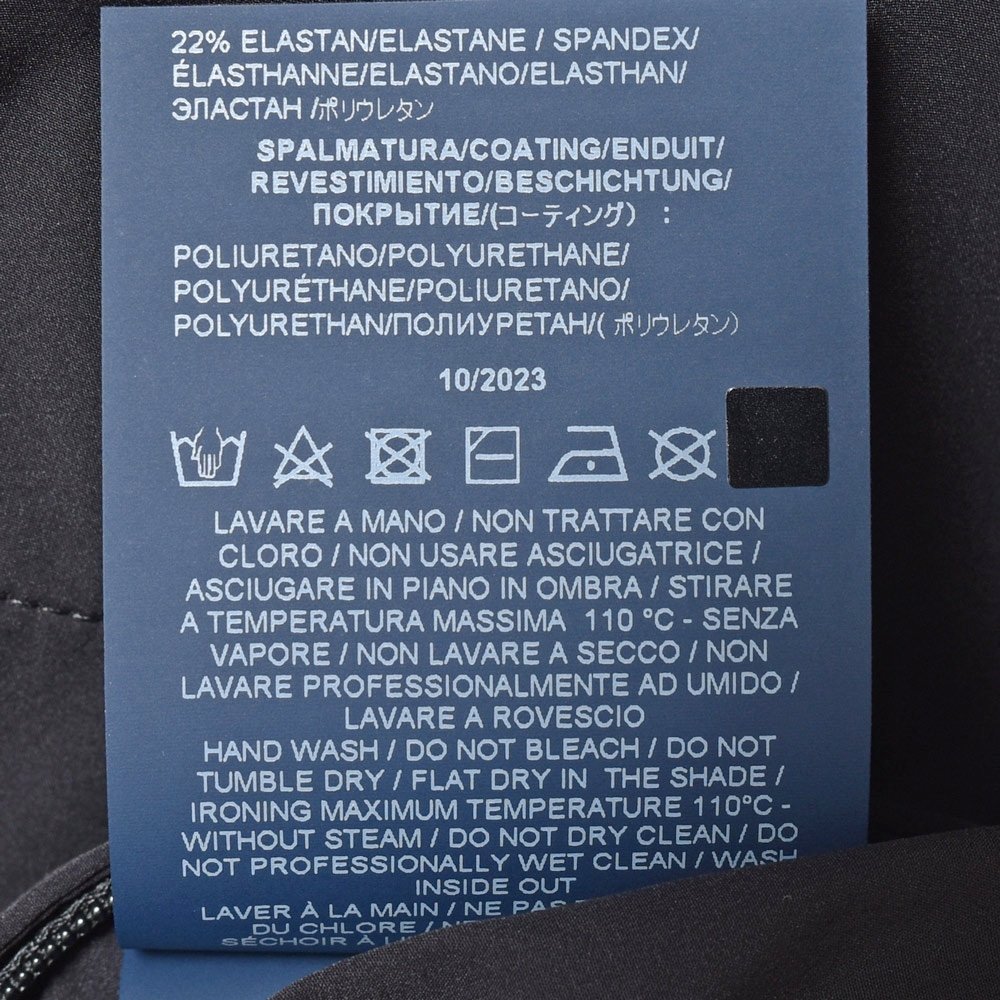 22% ELASTAN/ELASTANE / SPANDEX/
ÉLASTHANNE/ELASTANO/ELASTHAN/
ЭЛАСТАН /ポリウレタン
SPALMATURA/COATING/ENDUIT/
REVESTIMIENTO/BESCHICHTUNG/
ПОКРЫТИЕ/(コーティング） :
POLIURETANO/POLYURETHANE/
POLYURÉTHANE/POLIURETANO/
POLYURETHAN/ПОЛИУРЕТАН/( ポリウレタン）
10/2023
LAVARE A MANO / NON TRATTARE CON
CLORO / NON USARE ASCIUGATRICE /
ASCIUGARE IN PIANO IN OMBRA / STIRARE
A TEMPERATURA MASSIMA 110 °C - SENZA
VAPORE / NON LAVARE A SECCO / NON
LAVARE PROFESSIONALMENTE AD UMIDO /
LAVARE A ROVESCIO
HAND WASH / DO NOT BLEACH / DO NOT
TUMBLE DRY / FLAT DRY IN THE SHADE /
IRONING MAXIMUM TEMPERATURE 110°C -
WITHOUT STEAM / DO NOT DRY CLEAN / DO
NOT PROFESSIONALLY WET CLEAN / WASH
INSIDE OUT
LAVER À LA MAIN / NE PAS
DU CHLORE /
SÉCHOIR À